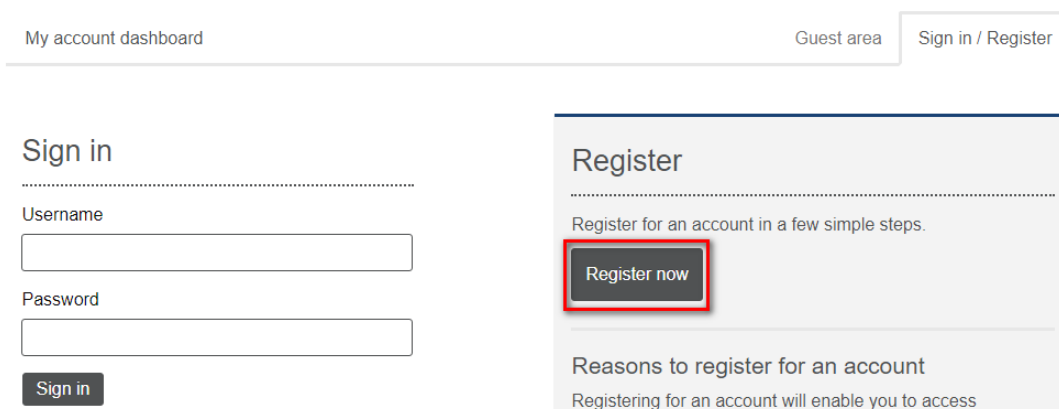 My account dashboard
Guest area
Sign in / Register
Sign in
Username
Password
Sign in
Register
Register for an account in a few simple steps.
Register now
Reasons to register for an account
Registering for an account will enable you to access